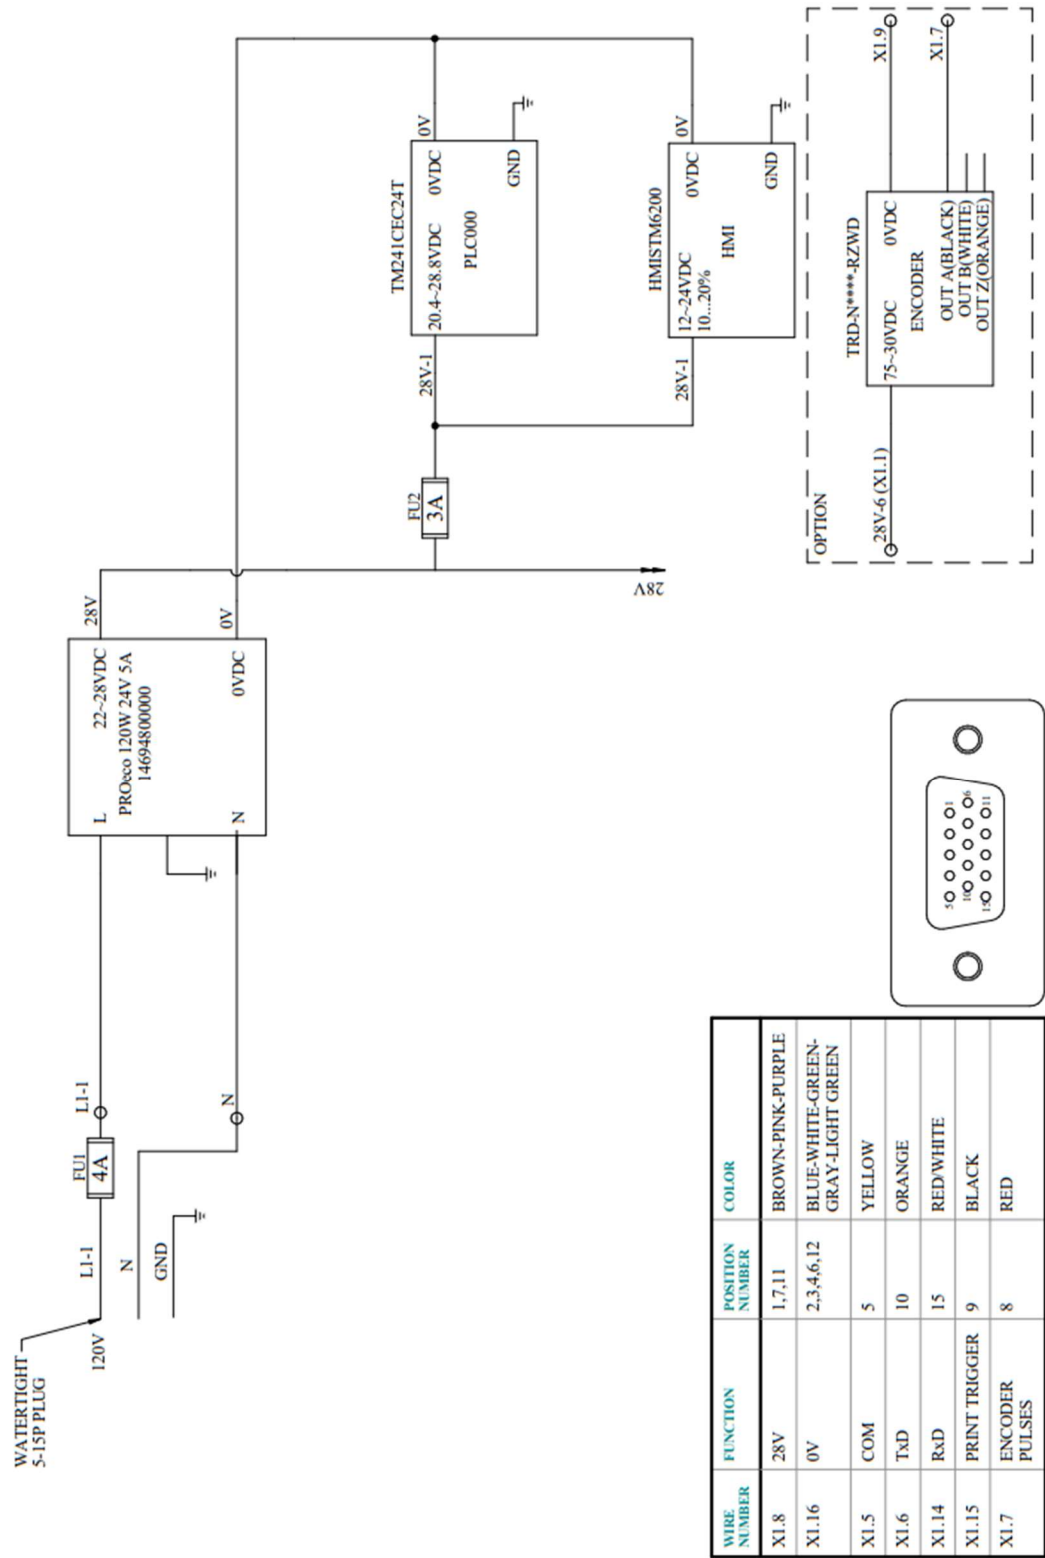 WATERTIGHT
5-15P PLUG
120V
L1-1
FU1
4A
L1-1
N
GND
N
L
22~28VDC
28V
PROeco 120W 24V 5A
14694800000
N
0VDC
0V
28V
FU2
3A
TM241CEC24T
28V-1
20.4~28.8VDC
0VDC
0V
PLC000
GND
HMISTM6200
28V-1
12~24VDC
0VDC
0V
10...20%
HMI
GND
OPTION
TRD-N****-RZWD
28V-6 (X1.1)
75~30VDC
0VDC
X1.9
ENCODER
OUT A(BLACK)
X1.7
OUT B(WHITE)
OUT Z(ORANGE)
WIRE NUMBER FUNCTION POSITION NUMBER COLOR
X1.8 28V 1,7,11 BROWN-PINK-PURPLE
X1.16 0V 2,3,4,6,12 BLUE-WHITE-GREEN-
GRAY-LIGHT GREEN
X1.5 COM 5 YELLOW
X1.6 TxD 10 ORANGE
X1.14 RxD 15 RED/WHITE
X1.15 PRINT TRIGGER 9 BLACK
X1.7 ENCODER PULSES 8 RED
5 1
10 6
15 11